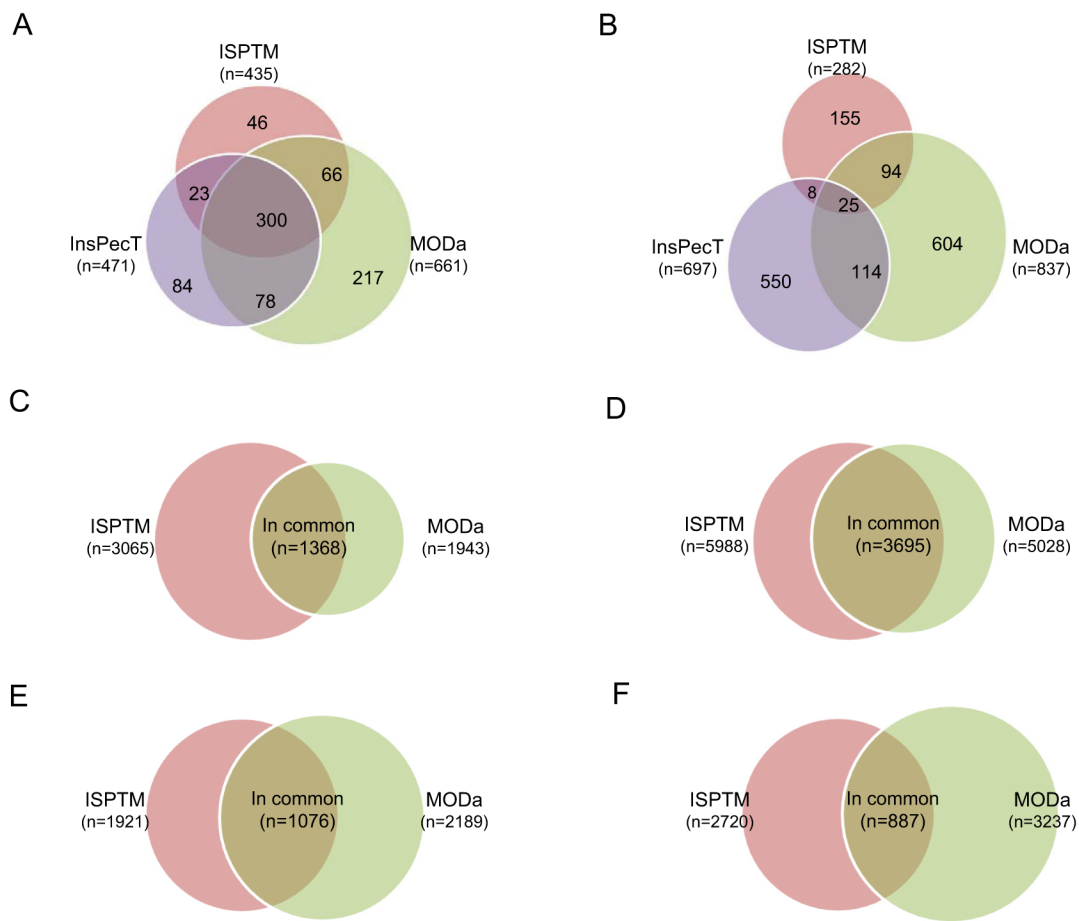 A
ISPTM
(n=435)
46
66
23
300
InsPecT
(n=471)
MODa
(n=661)
84
78
217
B
ISPTM
(n=282)
155
94
8
25
InsPecT
(n=697)
604
MODa
(n=837)
550
114
C
ISPTM
(n=3065)
In common
(n=1368)
MODa
(n=1943)
D
ISPTM
(n=5988)
In common
(n=3695)
MODa
(n=5028)
E
ISPTM
(n=1921)
In common
(n=1076)
MODa
(n=2189)
F
ISPTM
(n=2720)
In common
(n=887)
MODa
(n=3237)